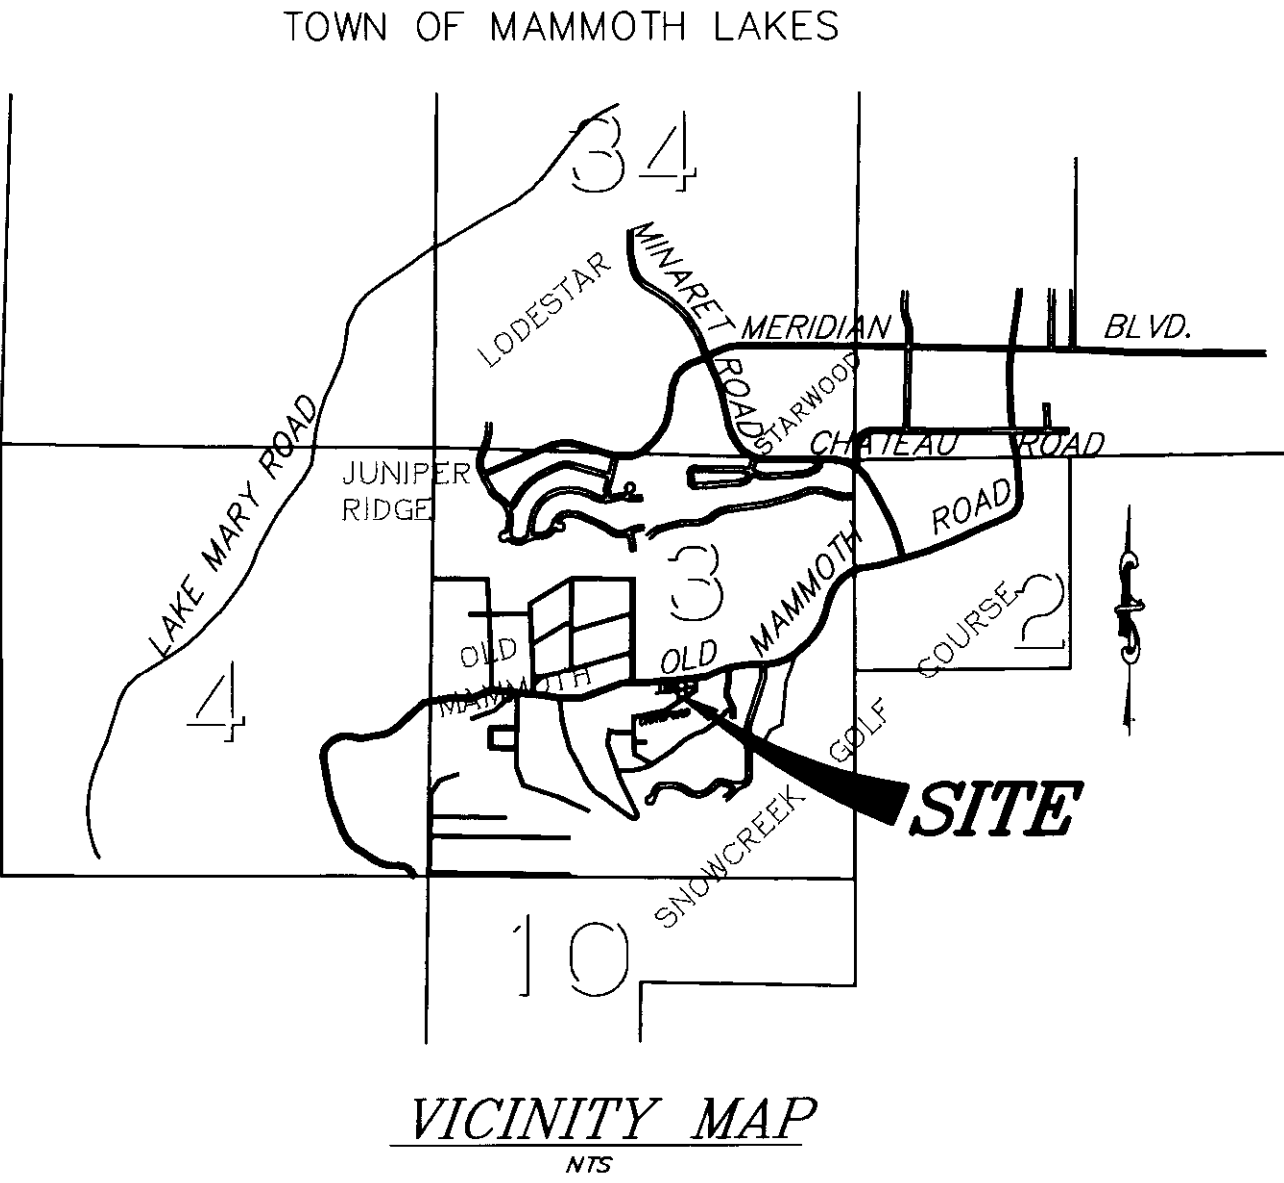 TOWN OF MAMMOTH LAKES
34
MINARET ROAD
LODESTAR
MERIDIAN BLVD.
STARWOOD
CHATEAU ROAD
LAKE MARY ROAD
JUNIPER
RIDGE
OLD MAMMOTH ROAD
3
2
COURSE
OLD
MAMMOTH
4
GOLF
SITE
SNOWCREEK
10
VICINITY MAP
NTS